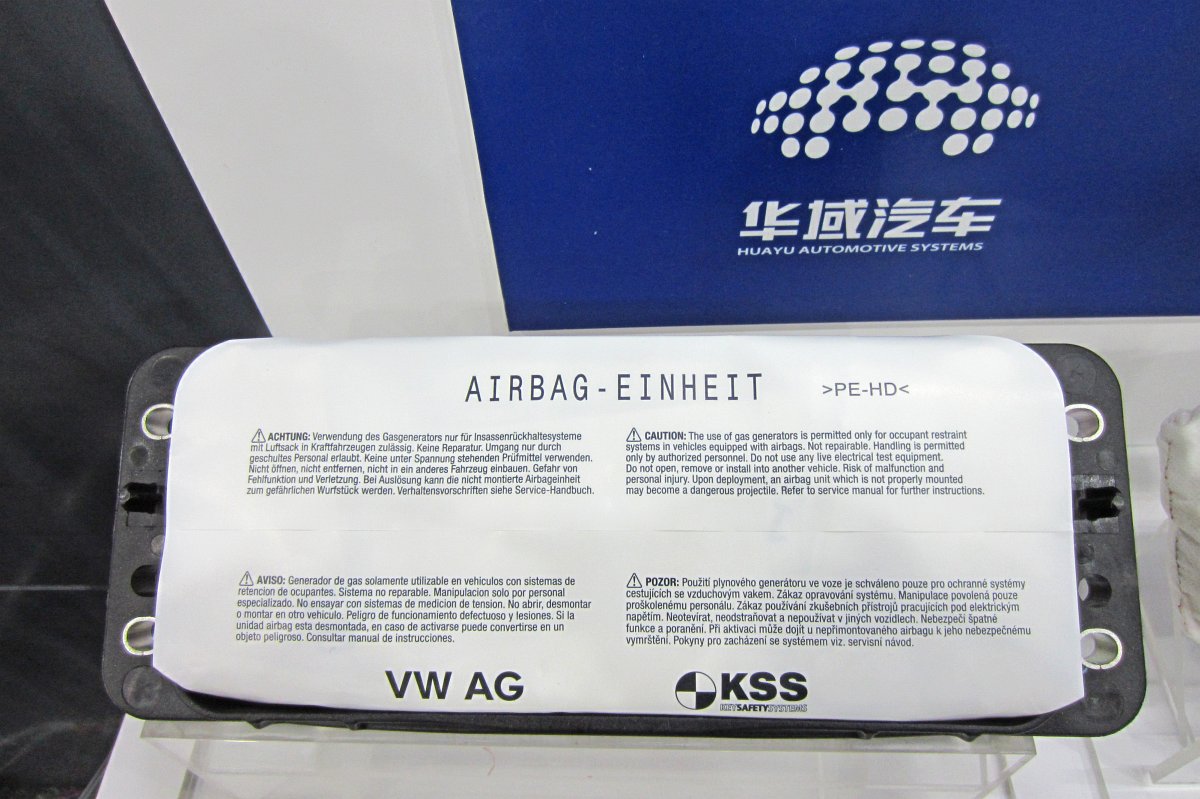 华域汽车
HUAYU AUTOMOTIVE SYSTEMS
AIRBAG-EINHEIT >PE-HD<
ACHTUNG: Verwendung des Gasgenerators nur für Insassenrückhaltesysteme
mit Luftsack in Kraftfahrzeugen zulässig. Keine Reparatur. Umgang nur durch
geschultes Personal erlaubt. Keine unter Spannung stehenden Prüfmittel verwenden.
Nicht öffnen, nicht entfernen, nicht in ein anderes Fahrzeug einbauen. Gefahr von
Fehlfunktion und Verletzung. Bei Auslösung kann die nicht montierte Airbageinheit
zum gefährlichen Wurfstück werden. Verhaltensvorschriften siehe Service-Handbuch.
CAUTION: The use of gas generators is permitted only for occupant restraint
systems in vehicles equipped with airbags. Not repairable. Handling is permitted
only by authorized personnel. Do not use any live electrical test equipment.
Do not open, remove or install into another vehicle. Risk of malfunction and
personal injury. Upon deployment, an airbag unit which is not properly mounted
may become a dangerous projectile. Refer to service manual for further instructions.
AVISO: Generador de gas solamente utilizable en vehiculos con sistemas de
retencion de ocupantes. Sistema no reparable. Manipulacion solo por personal
especializado. No ensayar con sistemas de medicion de tension. No abrir, desmontar
o montar en otro vehiculo. Peligro de funcionamiento defectuoso y lesiones. Si la
unidad airbag esta desmontada, en caso de activarse puede convertirse en un
objeto peligroso. Consultar manual de instrucciones.
POZOR: Použití plynového generátoru ve voze je schváleno pouze pro ochranné systémy
cestujících se vzduchovým vakem. Zákaz opravování systému. Manipulace povolená pouze
proškolenému personálu. Zákaz používání zkušebních přístrojů pracujících pod elektrickým
napětím. Neotevírat, neodstraňovat a nepoužívat v jiných vozidlech. Nebezpečí špatné
funkce a poranění. Při aktivaci může dojít u nepřimontovaného airbagu k jeho nebezpečnému
vymrštění. Pokyny pro zacházení se systémem viz. servisní návod.
VW AG
KSS
KEYSAFETYSYSTEMS